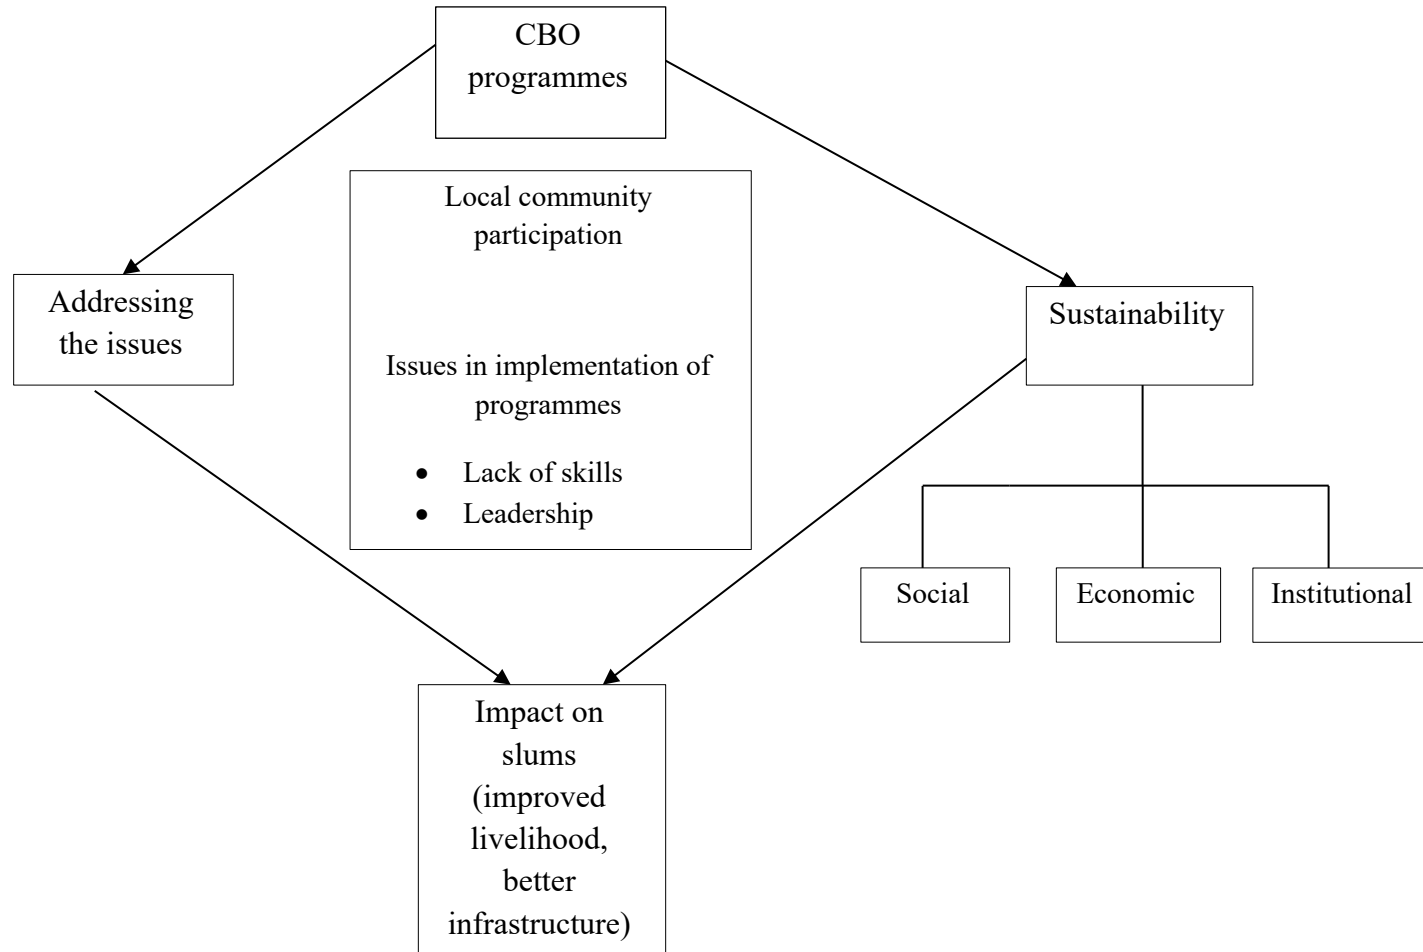 CBO
programmes
Local community
participation
Addressing
the issues
Sustainability
Issues in implementation of
programmes
• Lack of skills
• Leadership
Social
Economic
Institutional
Impact on
slums
(improved
livelihood,
better
infrastructure)